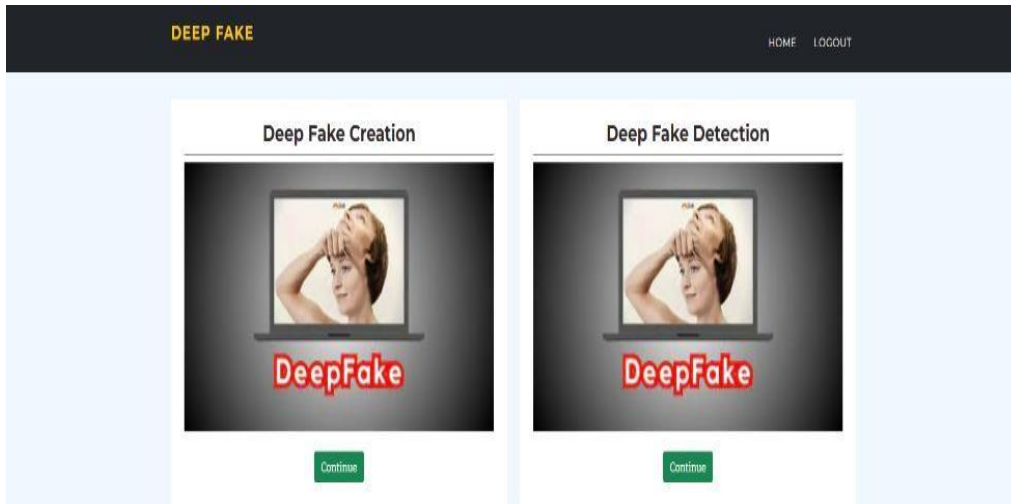 DEEP FAKE
HOME LOGOUT
Deep Fake Creation
DeepFake
Continue
Deep Fake Detection
DeepFake
Continue